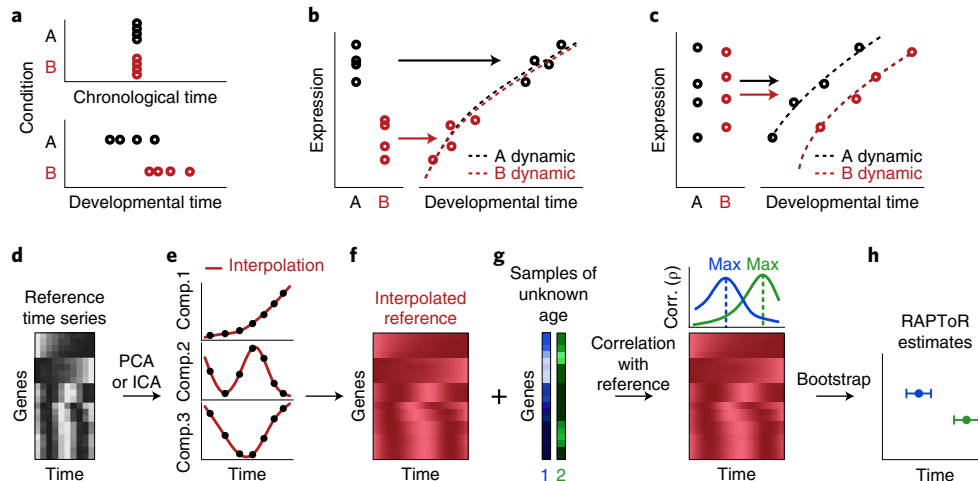 a
Condition
A
B
Chronological time
A
B
Developmental time
b
Expression
A dynamic
B dynamic
A B
Developmental time
c
Expression
A dynamic
B dynamic
A B
Developmental time
d
Reference
time series
Genes
Time
PCA
or ICA
e
Interpolation
Comp.1
Comp.2
Comp.3
Time
f
Interpolated
reference
Genes
Time
+
g
Samples of
unknown
age
Genes
1 2
Correlation
with
reference
Max Max
Corr. (ρ)
Time
Bootstrap
h
RAPToR
estimates
Time